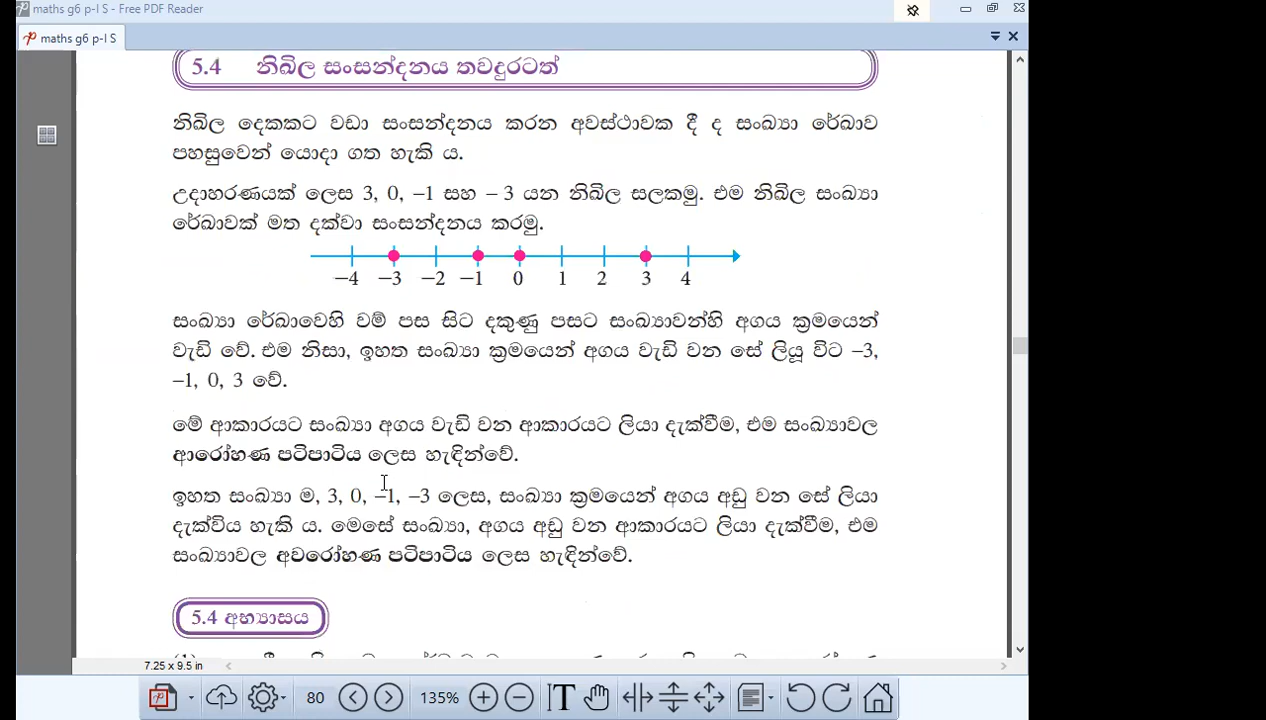 maths g6 p-I S - Free PDF Reader
maths g6 p-I S
5.4 නිඛිල සංසන්දනය තවදුරටත්
නිඛිල දෙකකට වඩා සංසන්දනය කරන අවස්ථාවක දී ද සංඛ්‍යා රේඛාව
පහසුවෙන් යොදා ගත හැකි ය.
උදාහරණයක් ලෙස 3, 0, –1 සහ – 3 යන නිඛිල සලකමු. එම නිඛිල සංඛ්‍යා
රේඛාවක් මත දක්වා සංසන්දනය කරමු.
–4 –3 –2 –1 0 1 2 3 4
සංඛ්‍යා රේඛාවෙහි වම් පස සිට දකුණු පසට සංඛ්‍යාවන්හි අගය ක්‍රමයෙන්
වැඩි වේ. එම නිසා, ඉහත සංඛ්‍යා ක්‍රමයෙන් අගය වැඩි වන සේ ලියූ විට –3,
–1, 0, 3 වේ.
මේ ආකාරයට සංඛ්‍යා අගය වැඩි වන ආකාරයට ලියා දැක්වීම, එම සංඛ්‍යාවල
ආරෝහණ පටිපාටිය ලෙස හැඳින්වේ.
ඉහත සංඛ්‍යා ම, 3, 0, –1, –3 ලෙස, සංඛ්‍යා ක්‍රමයෙන් අගය අඩු වන සේ ලියා
දැක්විය හැකි ය. මෙසේ සංඛ්‍යා, අගය අඩු වන ආකාරයට ලියා දැක්වීම, එම
සංඛ්‍යාවල අවරෝහණ පටිපාටිය ලෙස හැඳින්වේ.
5.4 අභ්‍යාසය
7.25 x 9.5 in
80 135%